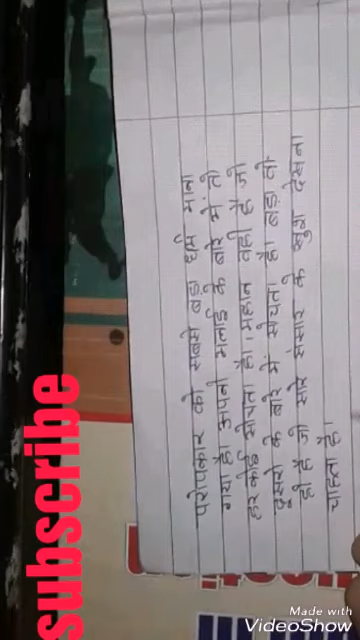 परोपकार को सबसे बड़ा धर्म माना
गया है। अपनी भलाई के बारे में तो
हर कोई सोचता है। महान वही है जो
दूसरो के बारे में सोचता है। बड़ा तो
वही है जो सारे संसार को खुश देखना
चाहता है।
subscribe
Made with
VideoShow